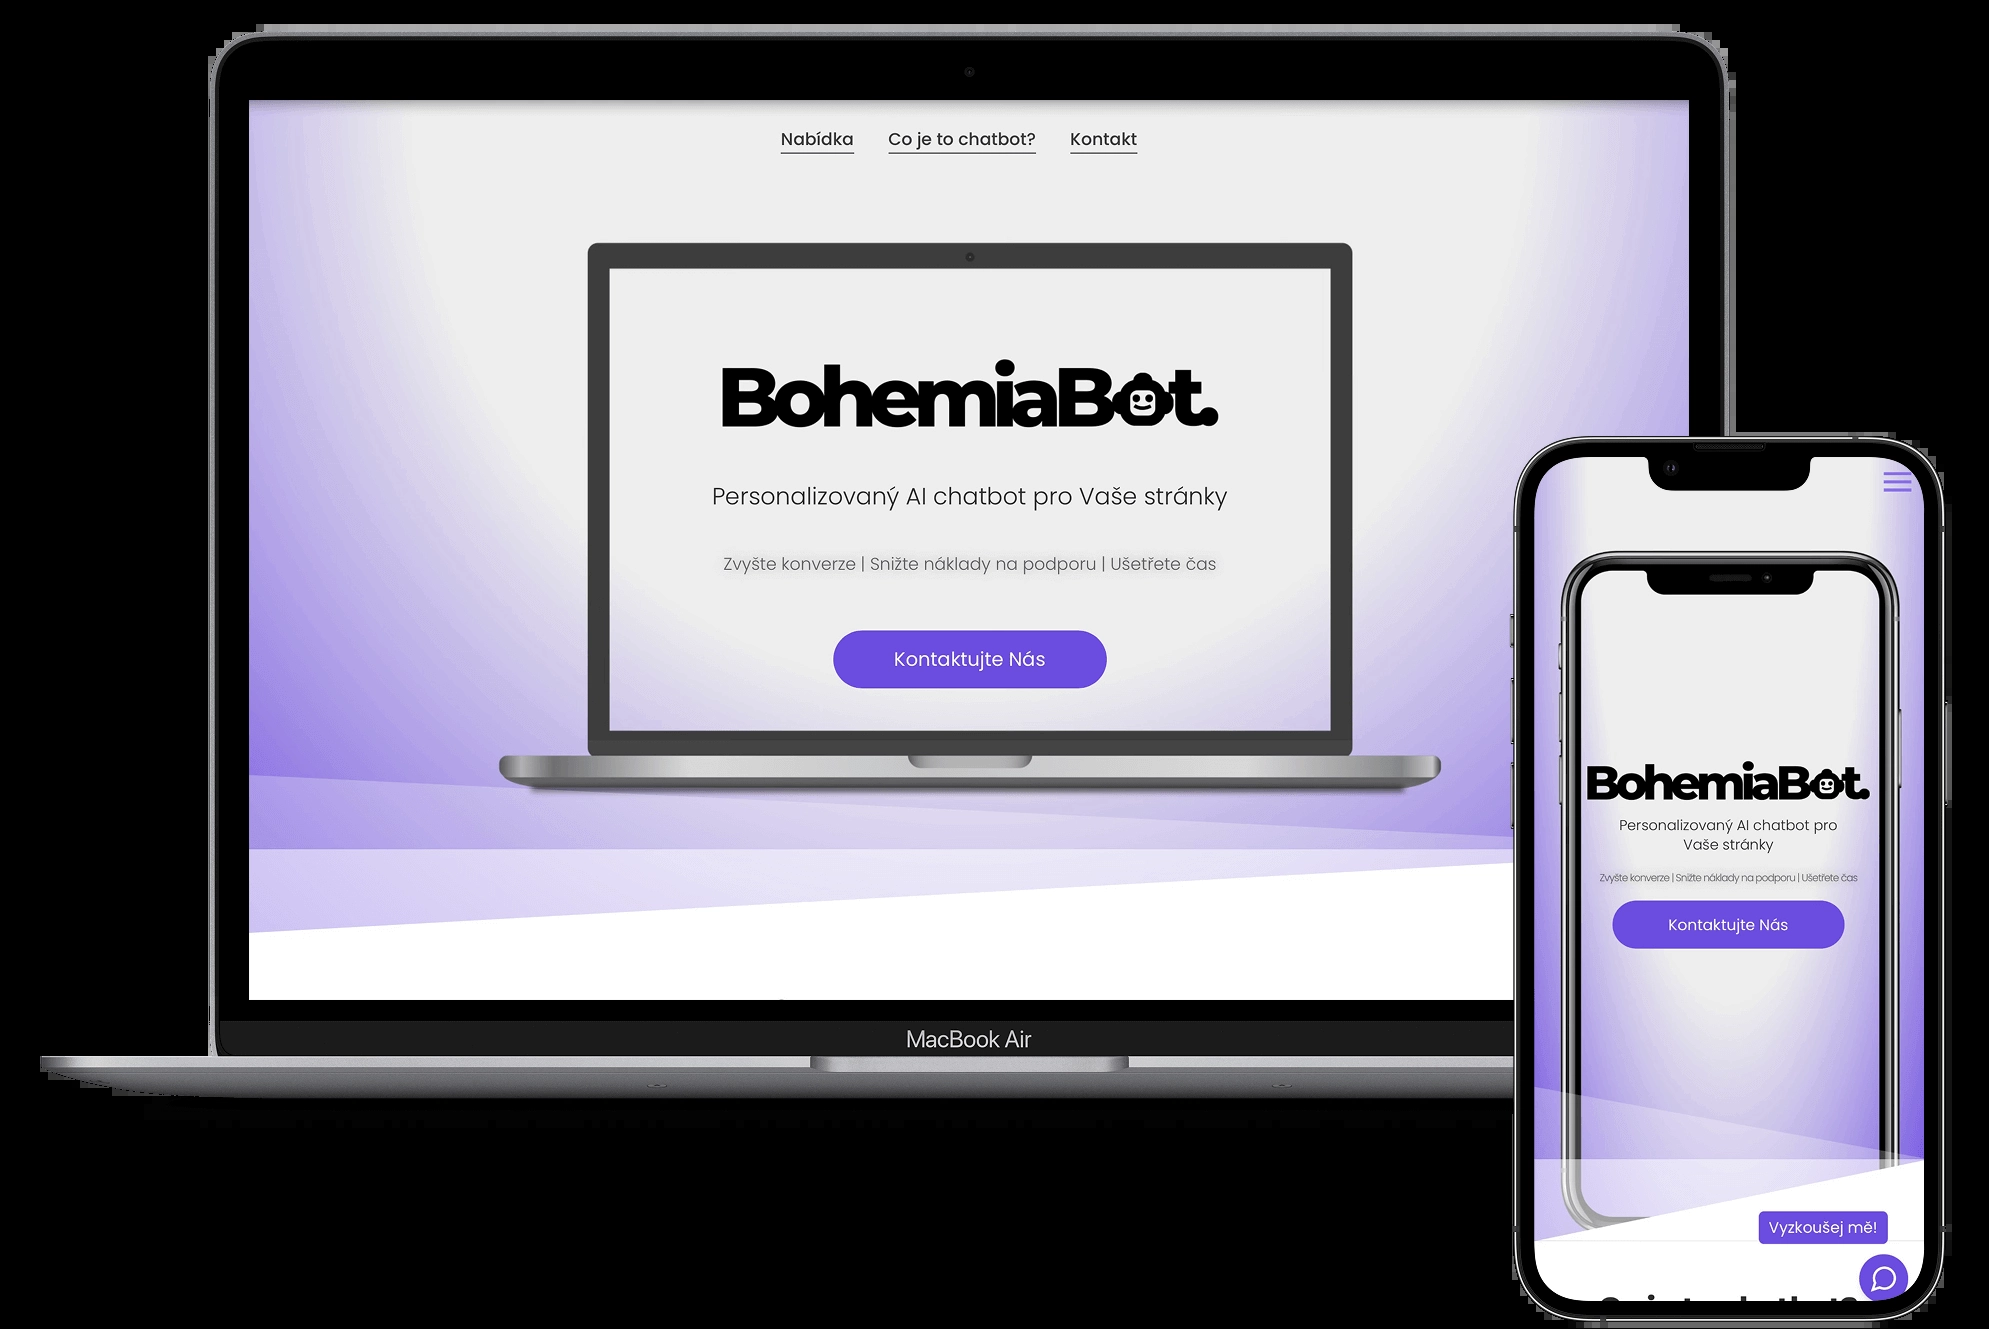 Nabídka Co je to chatbot? Kontakt
BohemiaBot.
Personalizovaný AI chatbot pro Vaše stránky
Zvyšte konverze | Snižte náklady na podporu | Ušetřete čas
Kontaktujte Nás
MacBook Air
BohemiaBot.
Personalizovaný AI chatbot pro
Vaše stránky
Zvyšte konverze | Snižte náklady na podporu | Ušetřete čas
Kontaktujte Nás
Vyzkoušej mě!